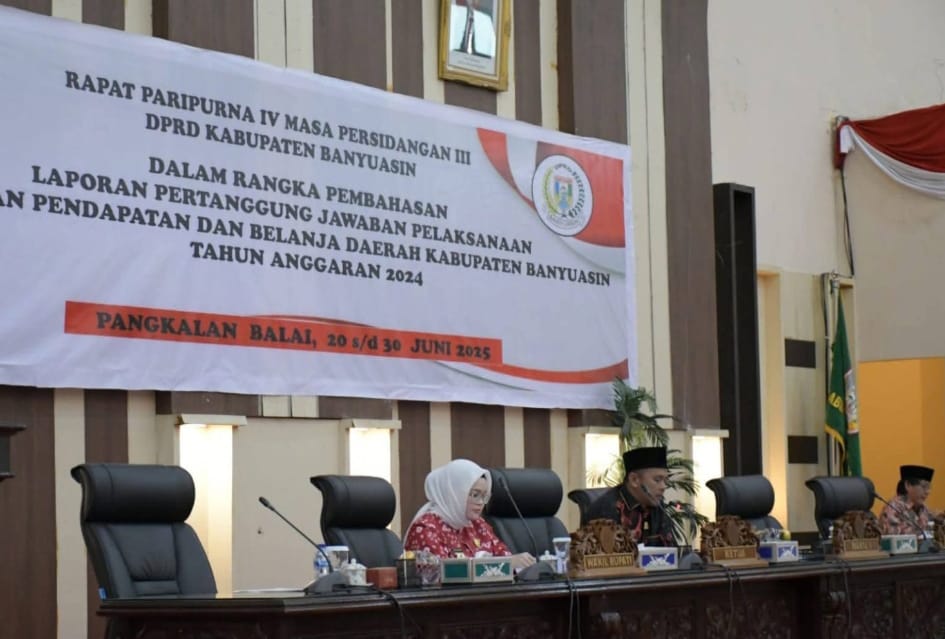 RAPAT PARIPURNA IV MASA PERSIDANGAN III
DPRD KABUPATEN BANYUASIN
DALAM RANGKA PEMBAHASAN
LAPORAN PERTANGGUNG JAWABAN PELAKSANAAN
AN PENDAPATAN DAN BELANJA DAERAH KABUPATEN BANYUASIN
TAHUN ANGGARAN 2024
PANGKALAN BALAI, 20 s/d 30 JUNI 2025
WAKIL BUPATI
KETUA